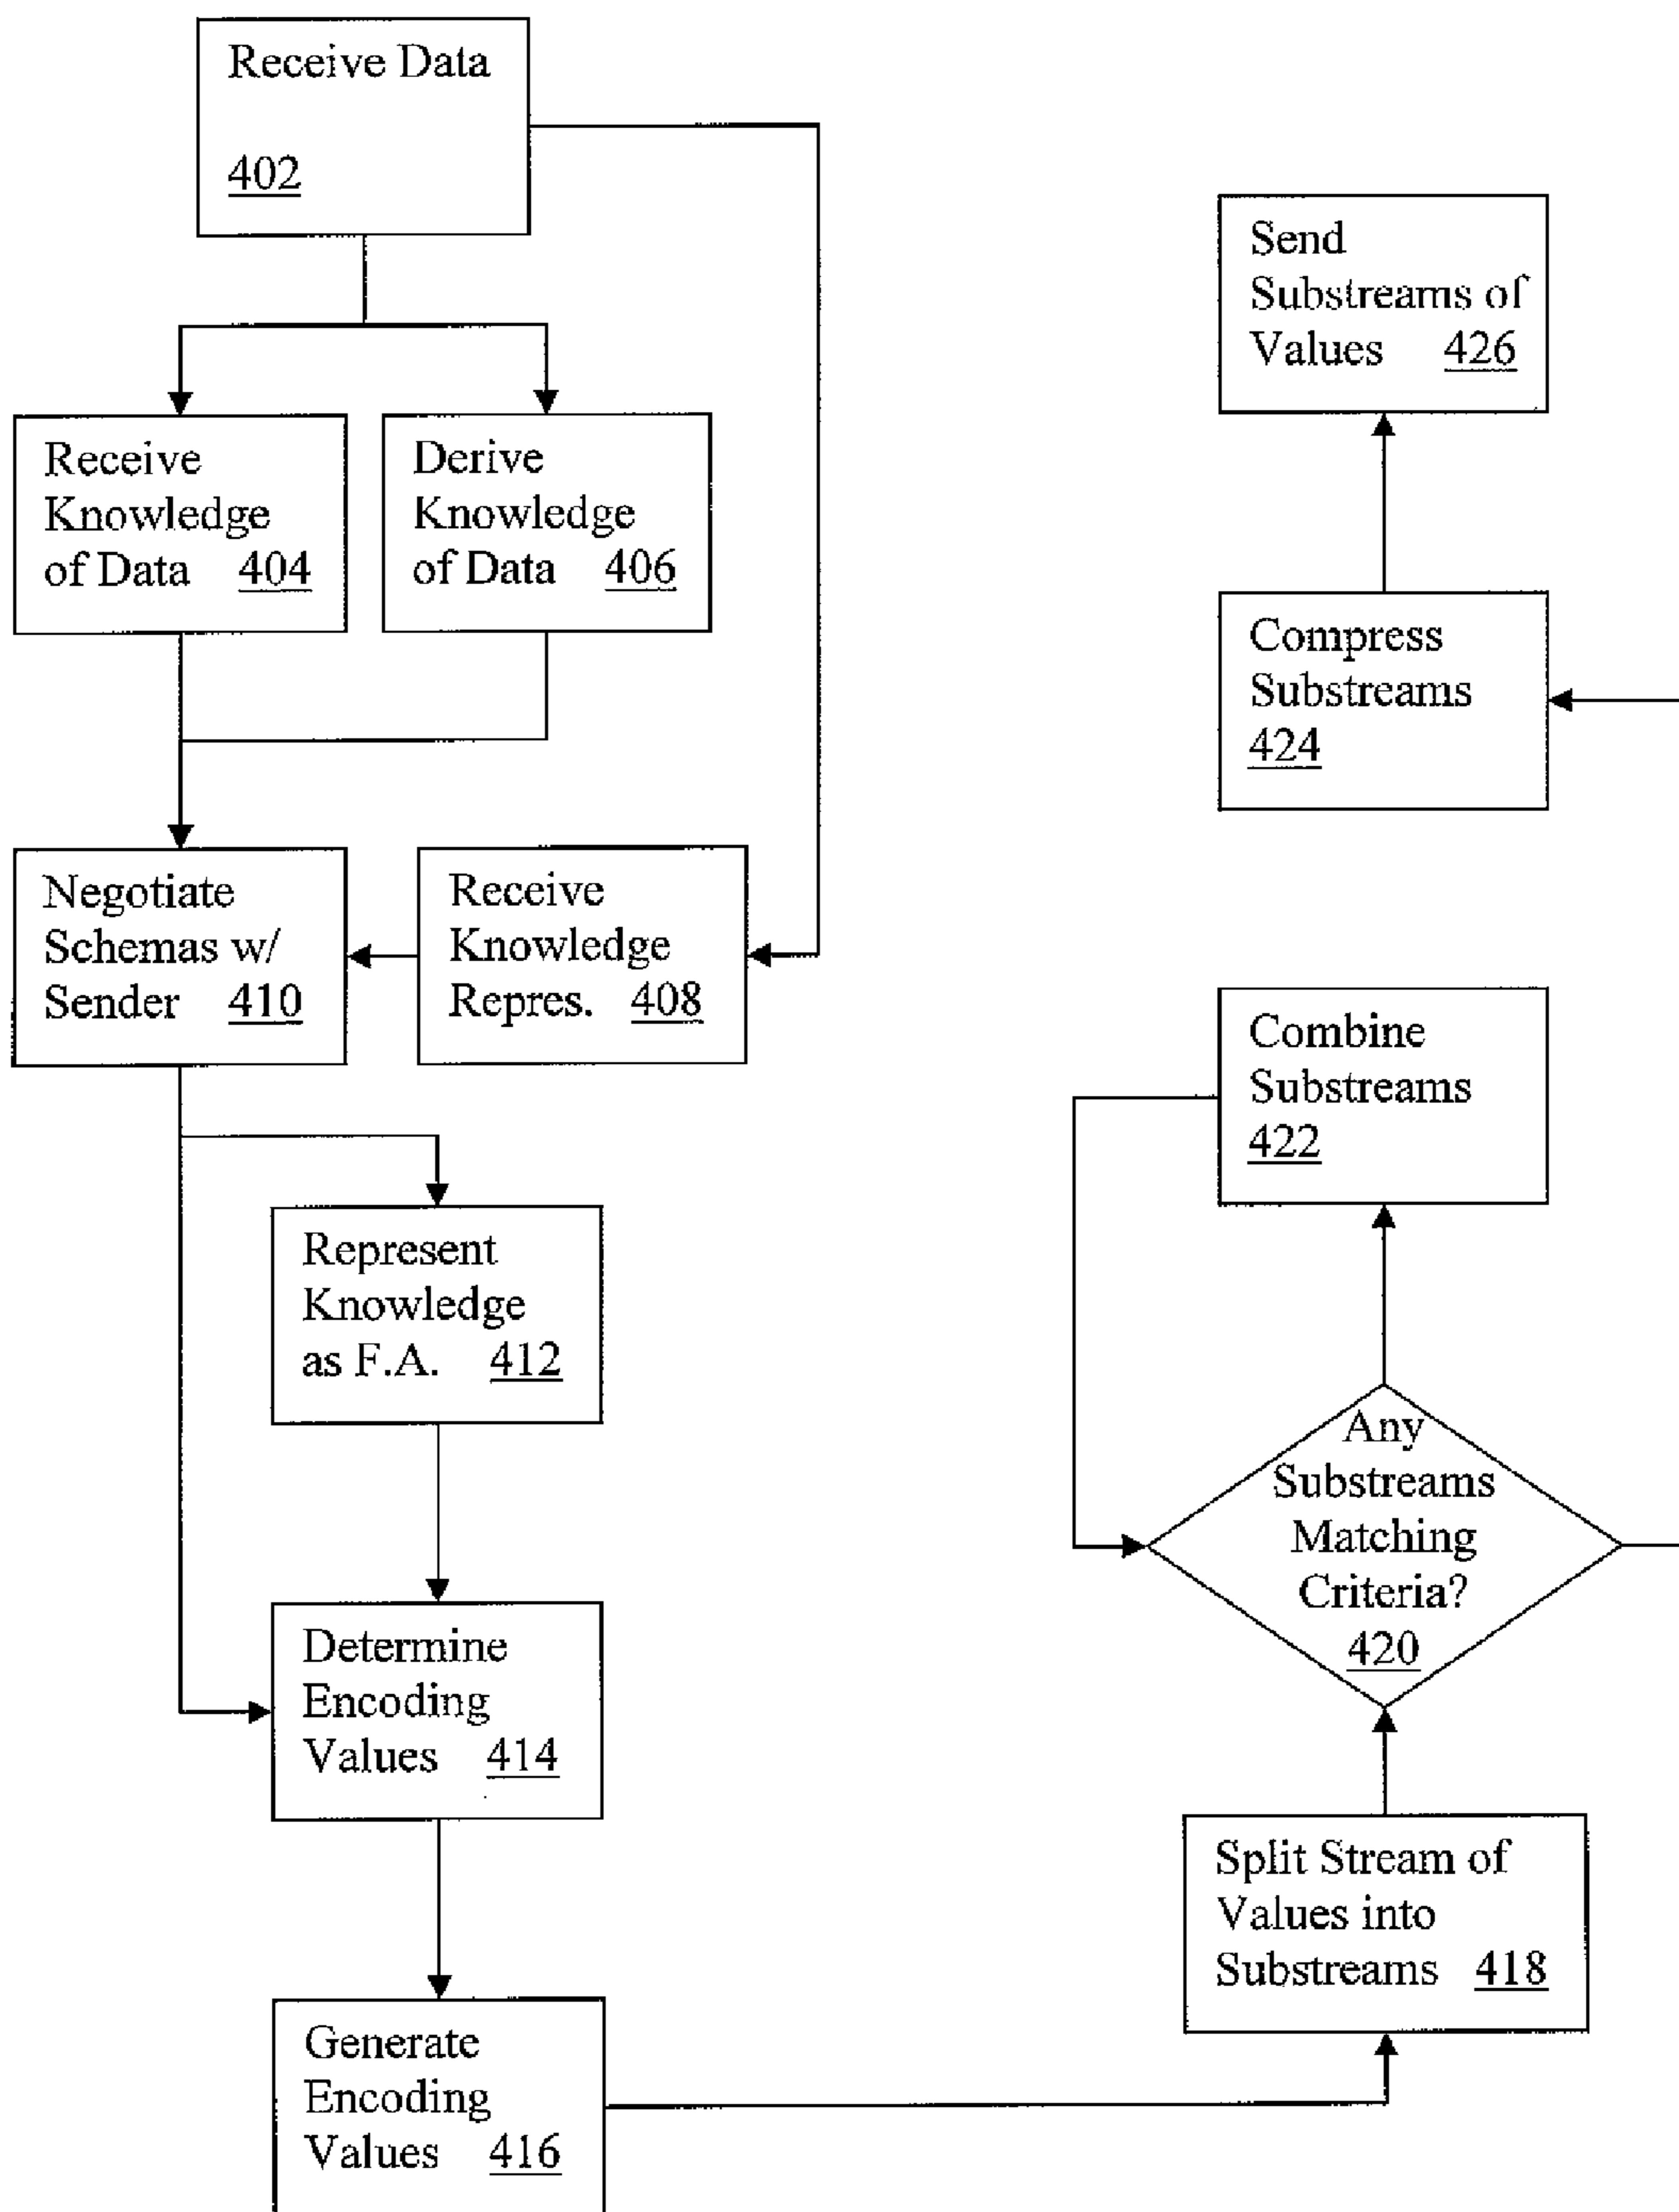 Receive Data
402
Receive
Knowledge
of Data 404
Derive
Knowledge
of Data 406
Negotiate
Schemas w/
Sender 410
Receive
Knowledge
Repres. 408
Represent
Knowledge
as F.A. 412
Determine
Encoding
Values 414
Generate
Encoding
Values 416
Send
Substreams of
Values 426
Compress
Substreams
424
Combine
Substreams
422
Any
Substreams
Matching
Criteria?
420
Split Stream of
Values into
Substreams 418